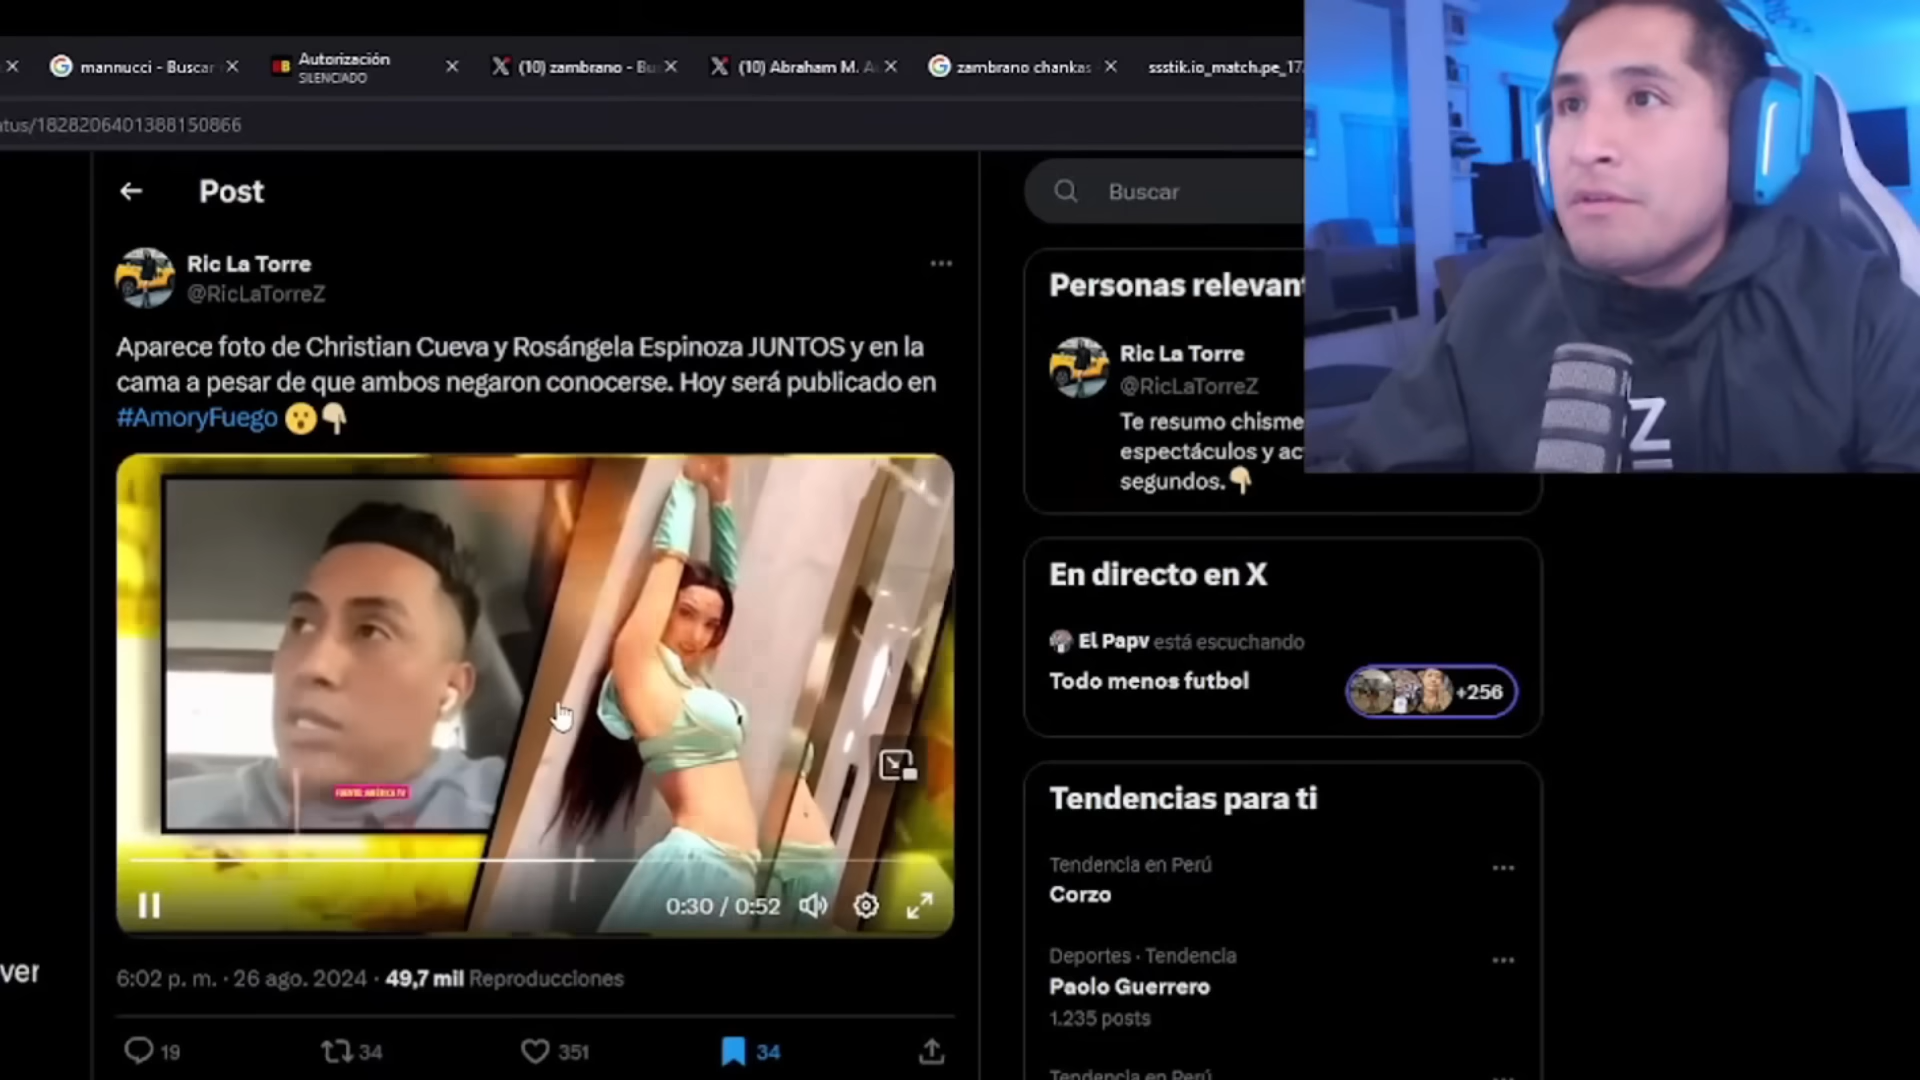 mannucci - Buscar
Autorización
SILENCIADO
(10) zambrano - Bu
(10) Abraham M. A
zambrano chankas
ssstik.io_match.pe_17
atus/1828206401388150866
Post
Buscar
Ric La Torre
@RicLaTorreZ
Aparece foto de Christian Cueva y Rosángela Espinoza JUNTOS y en la
cama a pesar de que ambos negaron conocerse. Hoy será publicado en
#AmoryFuego 😮👇🏼
FUENTE: AMÉRICA TV
0:30 / 0:52
6:02 p. m. · 26 ago. 2024 · 49,7 mil Reproducciones
19
34
351
34
ver
Personas relevant
Ric La Torre
@RicLaTorreZ
Te resumo chisme
espectáculos y ac
segundos.👇🏼
En directo en X
El Papv está escuchando
Todo menos futbol
+256
Tendencias para ti
Tendencia en Perú
Corzo
Deportes · Tendencia
Paolo Guerrero
1.235 posts
Tendencia en Perú
Z